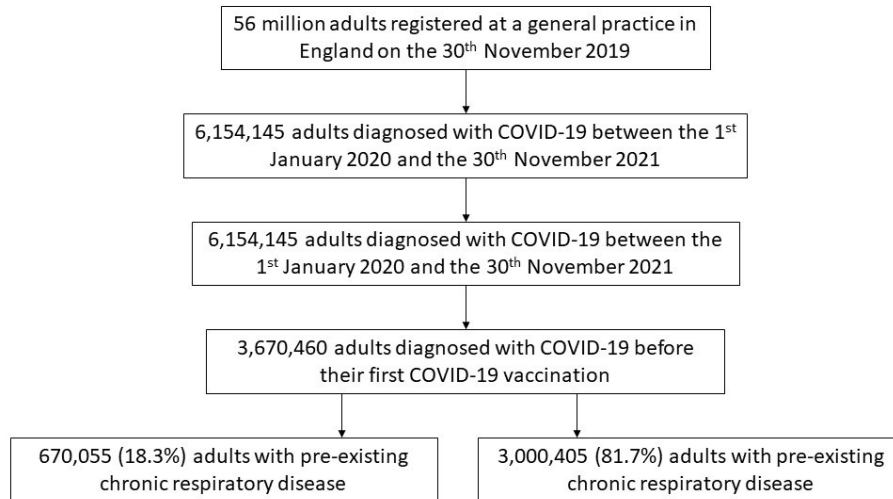 56 million adults registered at a general practice in
England on the 30th November 2019
6,154,145 adults diagnosed with COVID-19 between the 1st
January 2020 and the 30th November 2021
6,154,145 adults diagnosed with COVID-19 between the
1st January 2020 and the 30th November 2021
3,670,460 adults diagnosed with COVID-19 before
their first COVID-19 vaccination
670,055 (18.3%) adults with pre-existing
chronic respiratory disease
3,000,405 (81.7%) adults with pre-existing
chronic respiratory disease